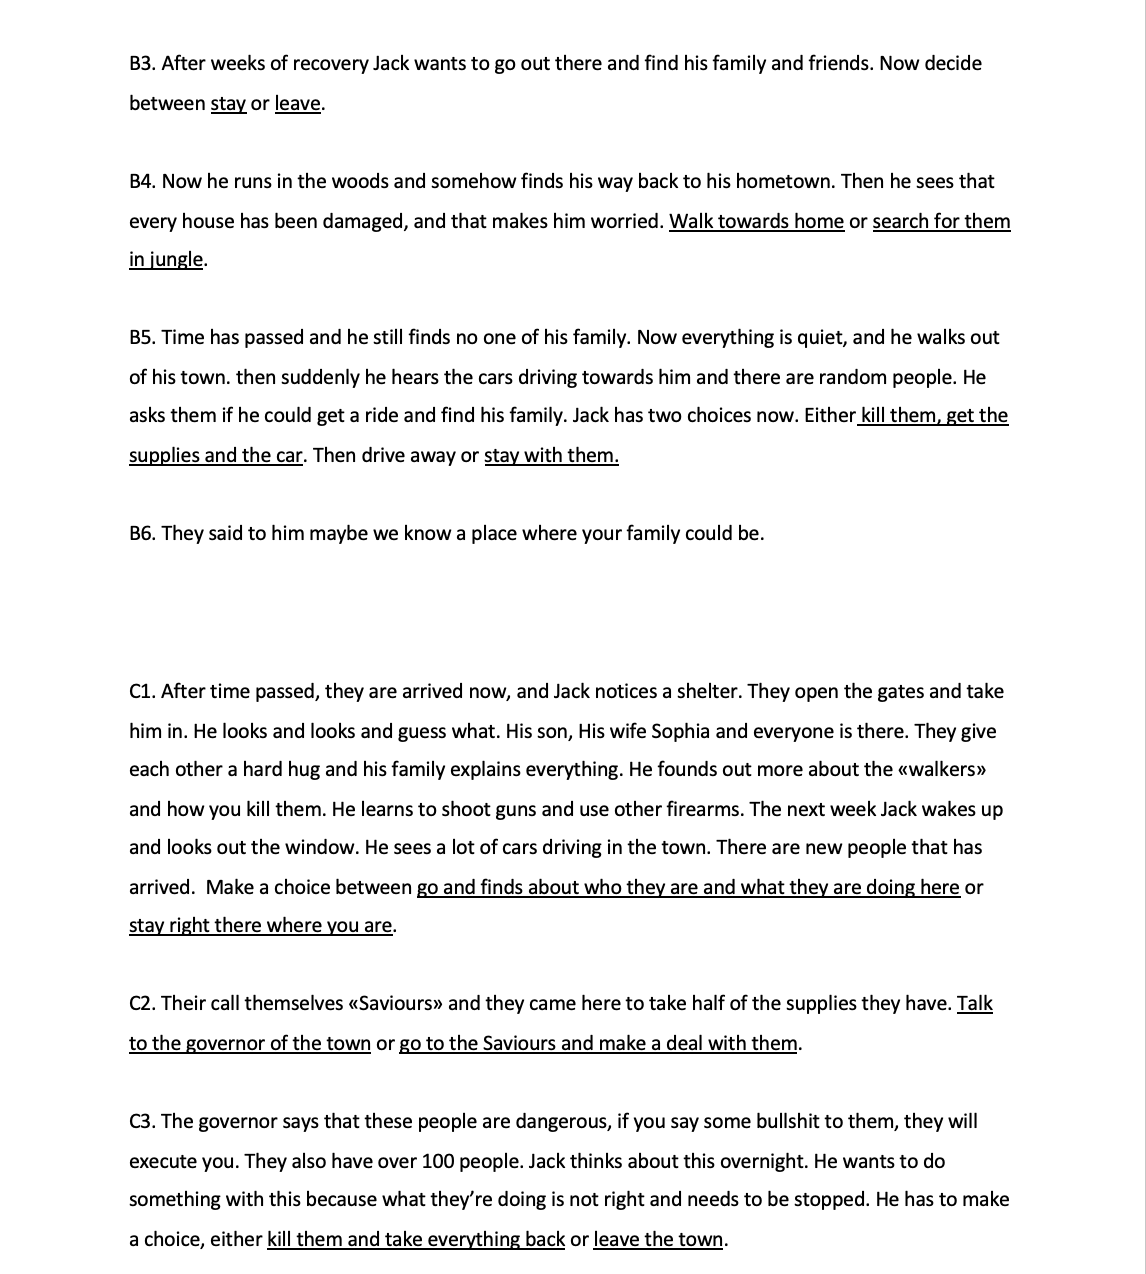 B3. After weeks of recovery Jack wants to go out there and find his family and friends. Now decide
between stay or leave.
B4. Now he runs in the woods and somehow finds his way back to his hometown. Then he sees that
every house has been damaged, and that makes him worried. Walk towards home or search for them
in jungle.
B5. Time has passed and he still finds no one of his family. Now everything is quiet, and he walks out
of his town. then suddenly he hears the cars driving towards him and there are random people. He
asks them if he could get a ride and find his family. Jack has two choices now. Either kill them, get the
supplies and the car. Then drive away or stay with them.
B6. They said to him maybe we know a place where your family could be.
C1. After time passed, they are arrived now, and Jack notices a shelter. They open the gates and take
him in. He looks and looks and guess what. His son, His wife Sophia and everyone is there. They give
each other a hard hug and his family explains everything. He founds out more about the «walkers»
and how you kill them. He learns to shoot guns and use other firearms. The next week Jack wakes up
and looks out the window. He sees a lot of cars driving in the town. There are new people that has
arrived.  Make a choice between go and finds about who they are and what they are doing here or
stay right there where you are.
C2. Their call themselves «Saviours» and they came here to take half of the supplies they have. Talk
to the governor of the town or go to the Saviours and make a deal with them.
C3. The governor says that these people are dangerous, if you say some bullshit to them, they will
execute you. They also have over 100 people. Jack thinks about this overnight. He wants to do
something with this because what they’re doing is not right and needs to be stopped. He has to make
a choice, either kill them and take everything back or leave the town.